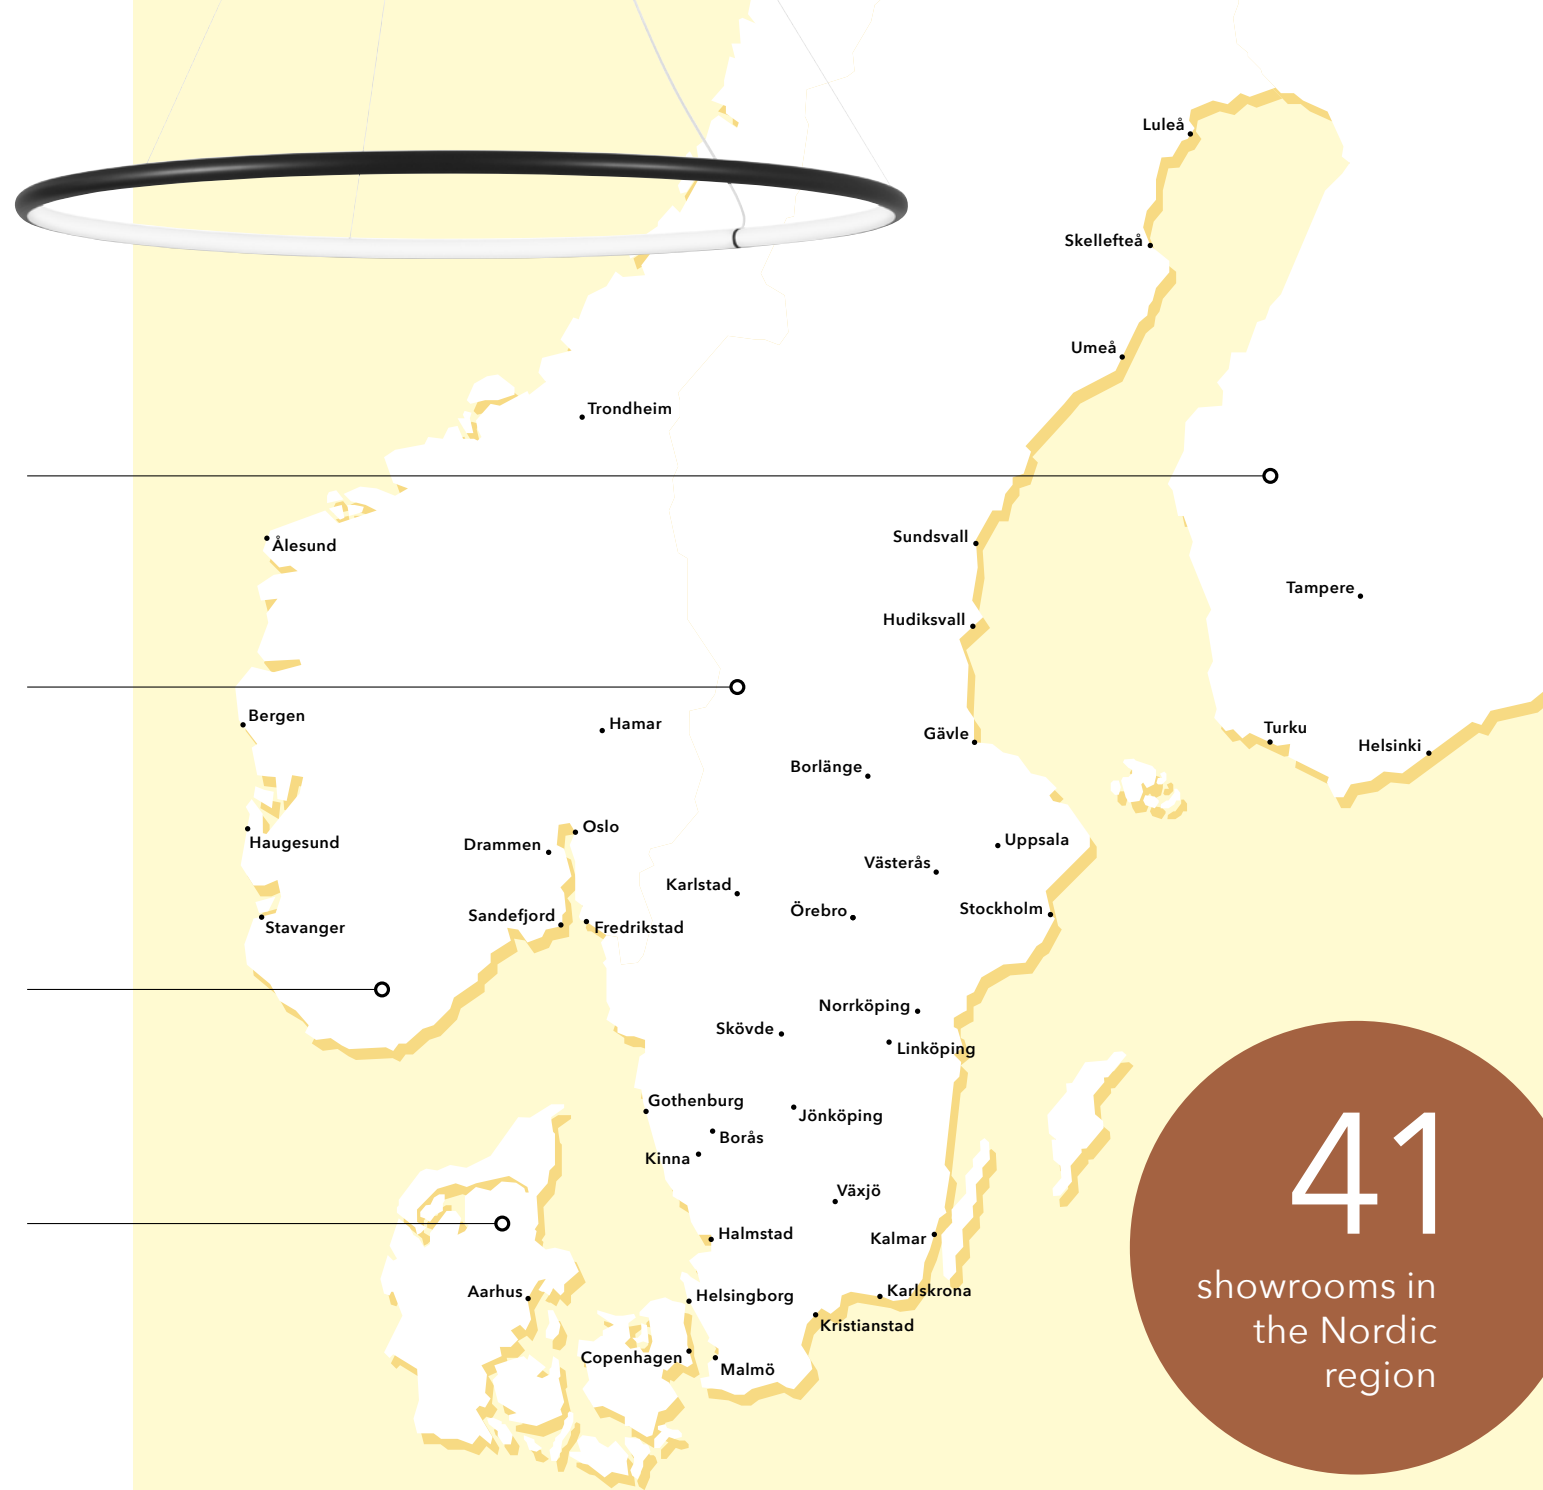 Luleå
Skellefteå
Umeå
Trondheim
Sundsvall
Ålesund
Tampere
Hudiksvall
Bergen
Hamar
Gävle
Turku
Helsinki
Borlänge
Oslo
Haugesund
Drammen
Uppsala
Västerås
Karlstad
Örebro
Stockholm
Sandefjord
Stavanger
Fredrikstad
Norrköping
Skövde
Linköping
Gothenburg
Jönköping
Borås
Kinna
Växjö
Halmstad
Kalmar
Aarhus
Helsingborg
Karlskrona
Kristianstad
Copenhagen
Malmö
41
showrooms in
the Nordic
region